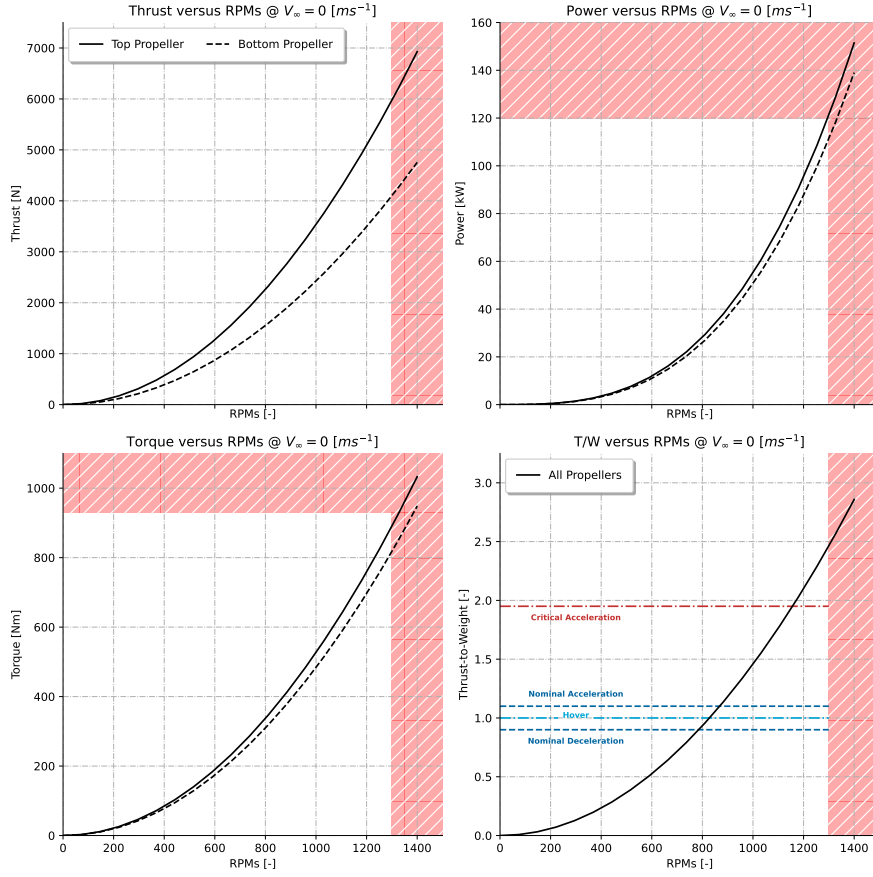 Thrust versus RPMs @ V∞ = 0 [ms⁻¹]
Top Propeller
Bottom Propeller
Thrust [N]
7000
6000
5000
4000
3000
2000
1000
0
RPMs [-]
Power versus RPMs @ V∞ = 0 [ms⁻¹]
Power [kW]
160
140
120
100
80
60
40
20
0
RPMs [-]
Torque versus RPMs @ V∞ = 0 [ms⁻¹]
Torque [Nm]
1000
800
600
400
200
0
0 200 400 600 800 1000 1200 1400
RPMs [-]
T/W versus RPMs @ V∞ = 0 [ms⁻¹]
All Propellers
Thrust-to-Weight [-]
3.0
2.5
2.0
1.5
1.0
0.5
0.0
Critical Acceleration
Nominal Acceleration
Hover
Nominal Deceleration
0 200 400 600 800 1000 1200 1400
RPMs [-]